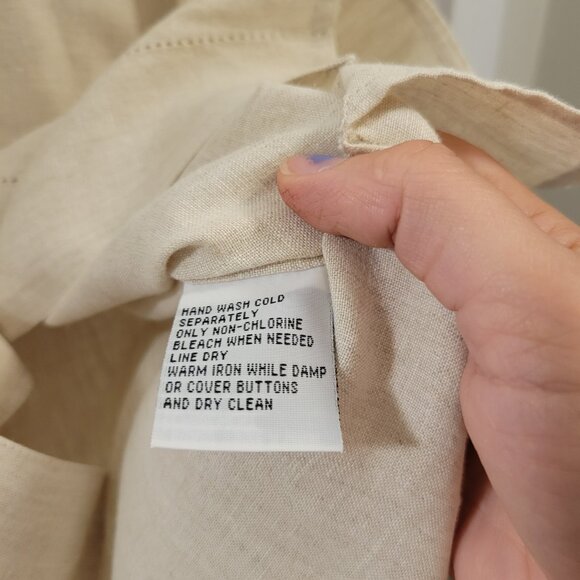 HAND WASH COLD
SEPARATELY
ONLY NON-CHLORINE
BLEACH WHEN NEEDED
LINE DRY
WARM IRON WHILE DAMP
OR COVER BUTTONS
AND DRY CLEAN